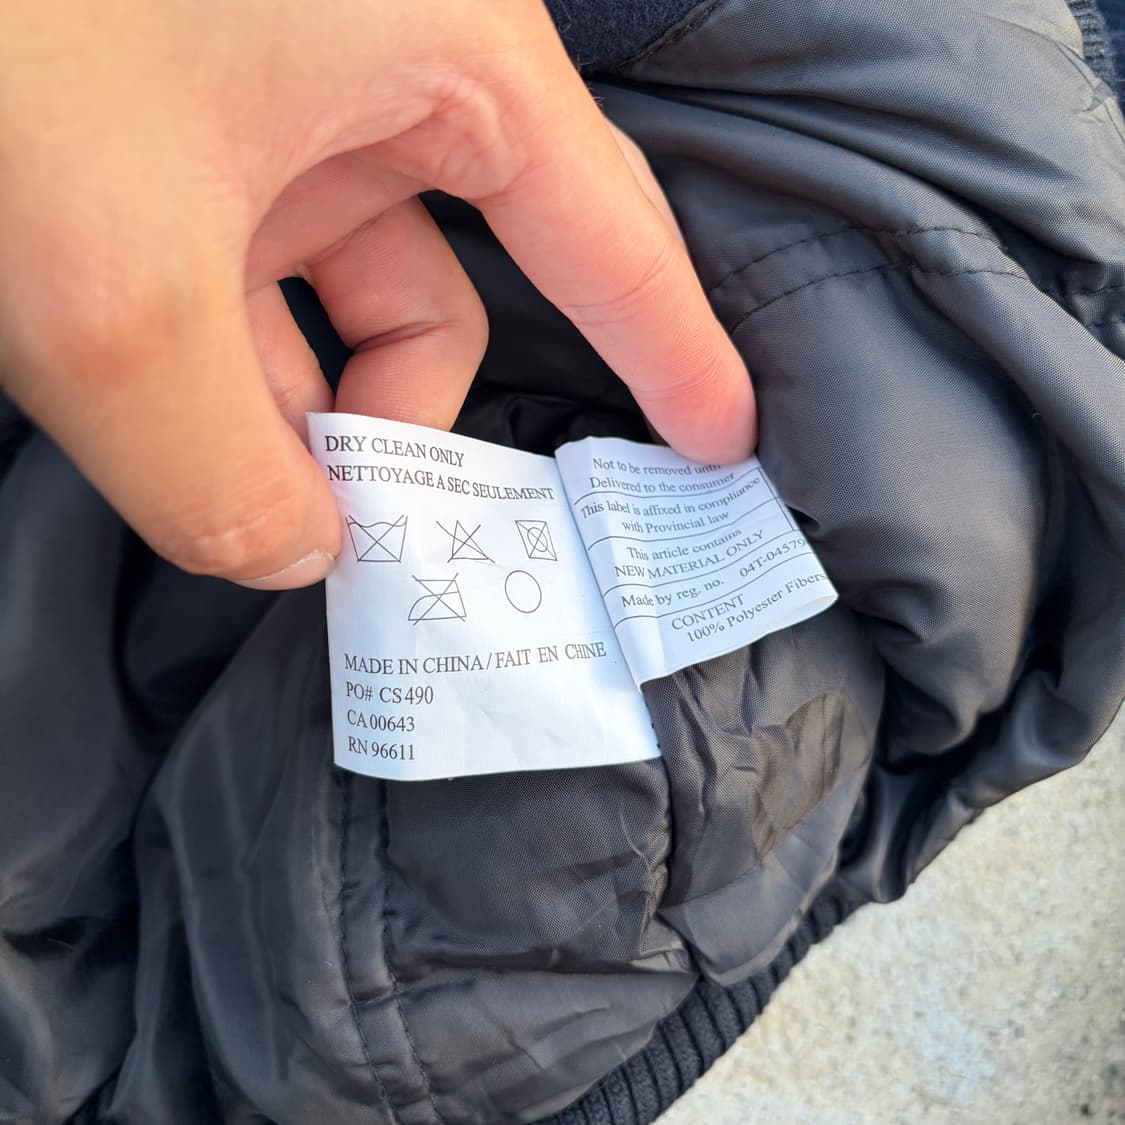 DRY CLEAN ONLY
NETTOYAGE A SEC SEULEMENT
MADE IN CHINA / FAIT EN CHINE
PO# CS490
CA 00643
RN 96611
Not to be removed until
Delivered to the consumer
This label is affixed in compliance
with Provincial law
This article contains
NEW MATERIAL ONLY
Made by reg. no. 04T-04579
CONTENT
100% Polyester Fibers